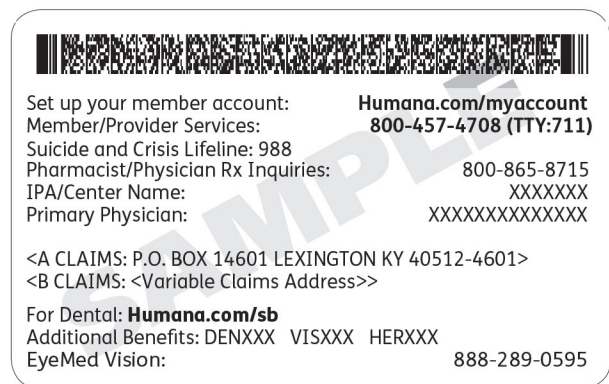 Set up your member account: Humana.com/myaccount
Member/Provider Services: 800-457-4708 (TTY:711)
Suicide and Crisis Lifeline: 988
Pharmacist/Physician Rx Inquiries: 800-865-8715
IPA/Center Name: XXXXXXX
Primary Physician: XXXXXXXXXXXXXX
<A CLAIMS: P.O. BOX 14601 LEXINGTON KY 40512-4601>
<B CLAIMS: <Variable Claims Address>>
For Dental: Humana.com/sb
Additional Benefits: DENXXX VISXXX HERXXX
EyeMed Vision: 888-289-0595
SAMPLE